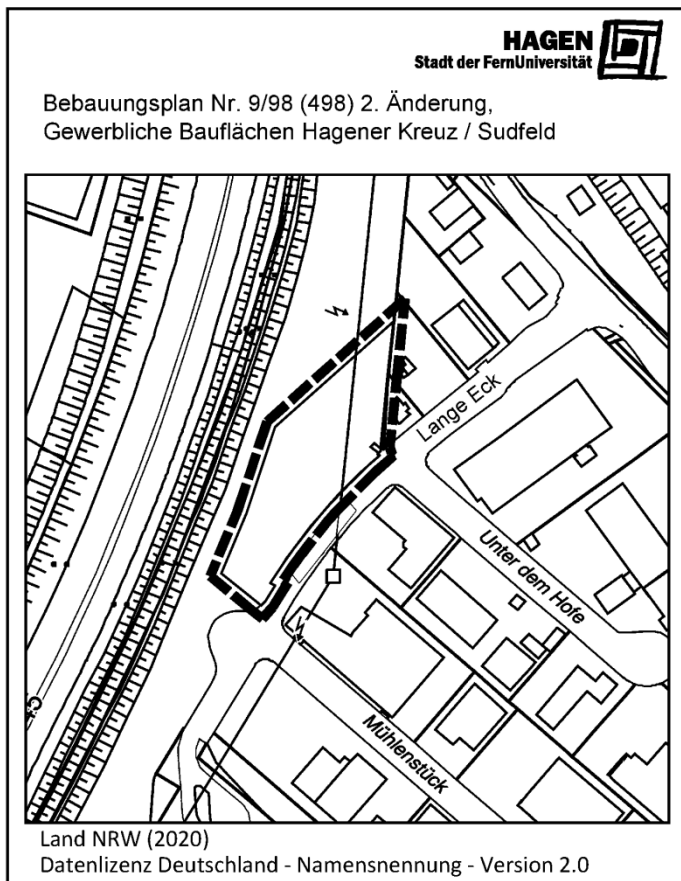 HAGEN
Stadt der FernUniversität
Bebauungsplan Nr. 9/98 (498) 2. Änderung,
Gewerbliche Bauflächen Hagener Kreuz / Sudfeld
Lange Eck
Unter dem Hofe
Mühlenstück
Land NRW (2020)
Datenlizenz Deutschland - Namensnennung - Version 2.0